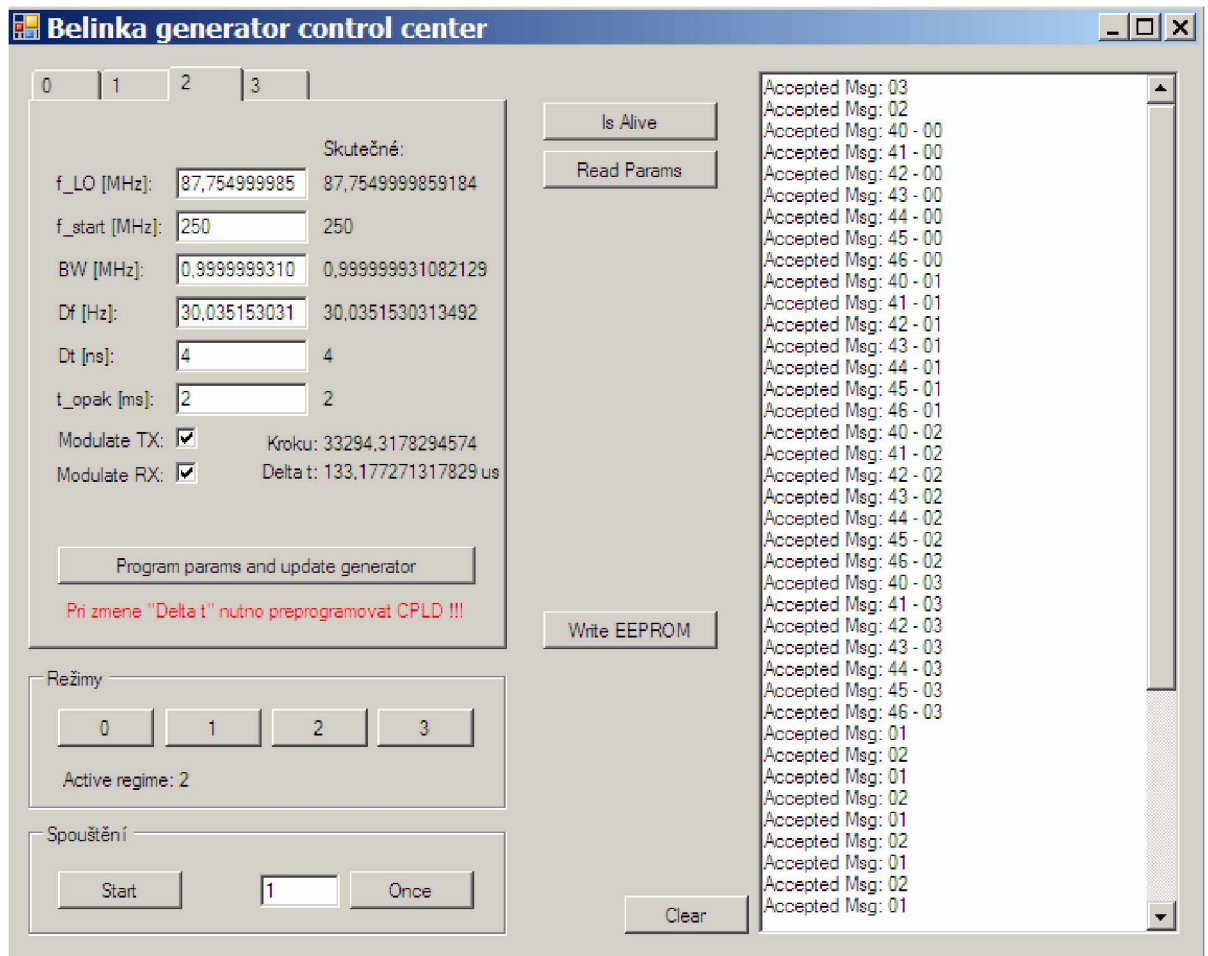 Belinka generator control center
0 1 2 3
Skutečné:
f_LO [MHz]: 87,754999985 87,7549999859184
f_start [MHz]: 250 250
BW [MHz]: 0,9999999310 0,999999931082129
Df [Hz]: 30,035153031 30,0351530313492
Dt [ns]: 4 4
t_opak [ms]: 2 2
Modulate TX: Kroku: 33294,3178294574
Modulate RX: Delta t: 133,177271317829 us
Program params and update generator
Pri zmene "Delta t" nutno preprogramovat CPLD !!!
Režimy
0 1 2 3
Active regime: 2
Spouštění
Start 1 Once
Is Alive
Read Params
Write EEPROM
Clear
Accepted Msg: 03
Accepted Msg: 02
Accepted Msg: 40 - 00
Accepted Msg: 41 - 00
Accepted Msg: 42 - 00
Accepted Msg: 43 - 00
Accepted Msg: 44 - 00
Accepted Msg: 45 - 00
Accepted Msg: 46 - 00
Accepted Msg: 40 - 01
Accepted Msg: 41 - 01
Accepted Msg: 42 - 01
Accepted Msg: 43 - 01
Accepted Msg: 44 - 01
Accepted Msg: 45 - 01
Accepted Msg: 46 - 01
Accepted Msg: 40 - 02
Accepted Msg: 41 - 02
Accepted Msg: 42 - 02
Accepted Msg: 43 - 02
Accepted Msg: 44 - 02
Accepted Msg: 45 - 02
Accepted Msg: 46 - 02
Accepted Msg: 40 - 03
Accepted Msg: 41 - 03
Accepted Msg: 42 - 03
Accepted Msg: 43 - 03
Accepted Msg: 44 - 03
Accepted Msg: 45 - 03
Accepted Msg: 46 - 03
Accepted Msg: 01
Accepted Msg: 02
Accepted Msg: 01
Accepted Msg: 02
Accepted Msg: 01
Accepted Msg: 02
Accepted Msg: 01
Accepted Msg: 02
Accepted Msg: 01